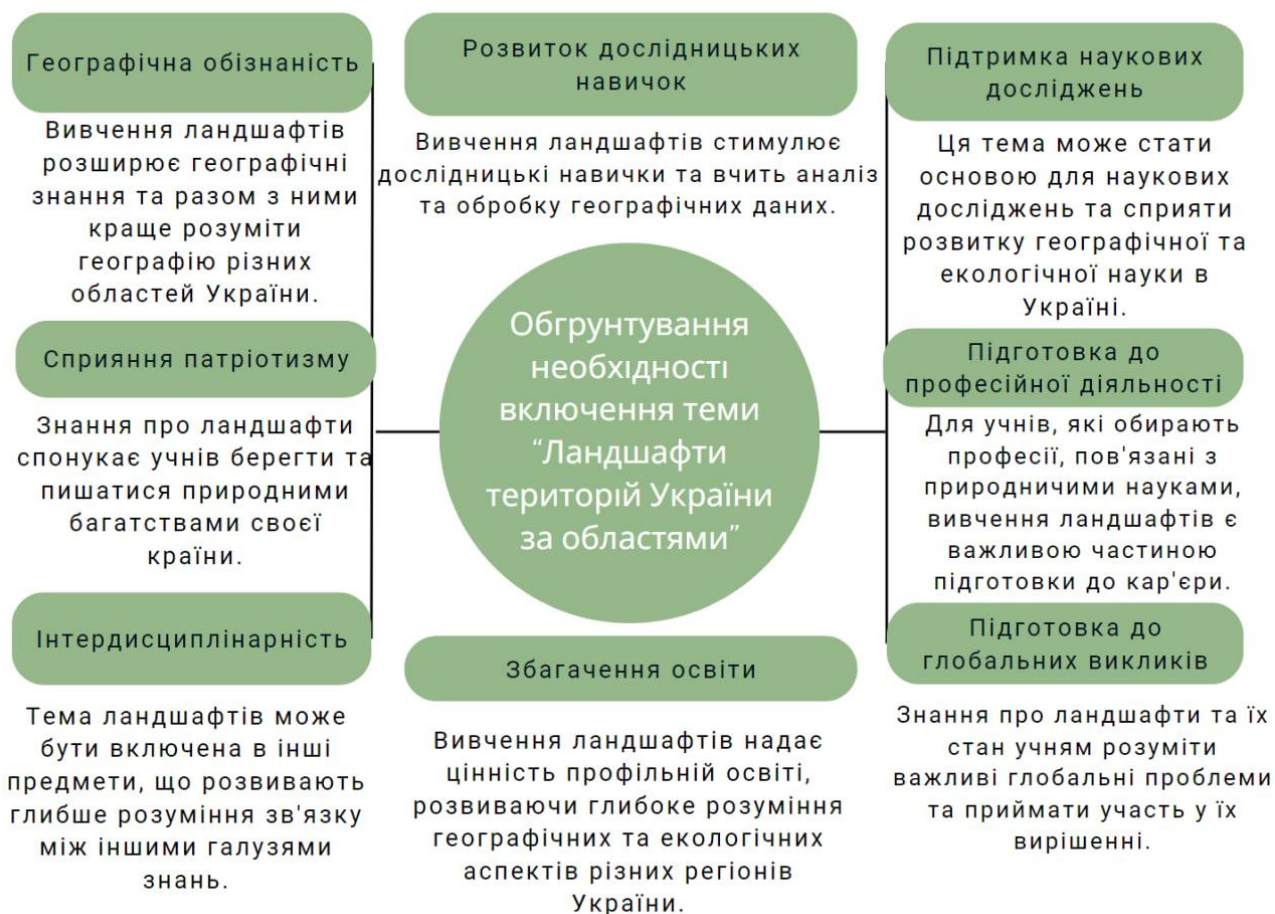 Географічна обізнаність
Вивчення ландшафтів
розширює географічні
знання та разом з ними
краще розуміти
географію різних
областей України.
Сприяння патріотизму
Знання про ландшафти
спонукає учнів берегти та
пишатися природними
багатствами своєї
країни.
Інтердисциплінарність
Тема ландшафтів може
бути включена в інші
предмети, що розвивають
глибше розуміння зв'язку
між іншими галузями
знань.
Розвиток дослідницьких
навичок
Вивчення ландшафтів стимулює
дослідницькі навички та вчить аналіз
та обробку географічних даних.
Обгрунтування
необхідності
включення теми
“Ландшафти
територій України
за областями”
Збагачення освіти
Вивчення ландшафтів надає
цінність профільній освіті,
розвиваючи глибоке розуміння
географічних та екологічних
аспектів різних регіонів
України.
Підтримка наукових
досліджень
Ця тема може стати
основою для наукових
досліджень та сприяти
розвитку географічної та
екологічної науки в
Україні.
Підготовка до
професійної діяльності
Для учнів, які обирають
професії, пов'язані з
природничими науками,
вивчення ландшафтів є
важливою частиною
підготовки до кар'єри.
Підготовка до
глобальних викликів
Знання про ландшафти та їх
стан учням розуміти
важливі глобальні проблеми
та приймати участь у їх
вирішенні.